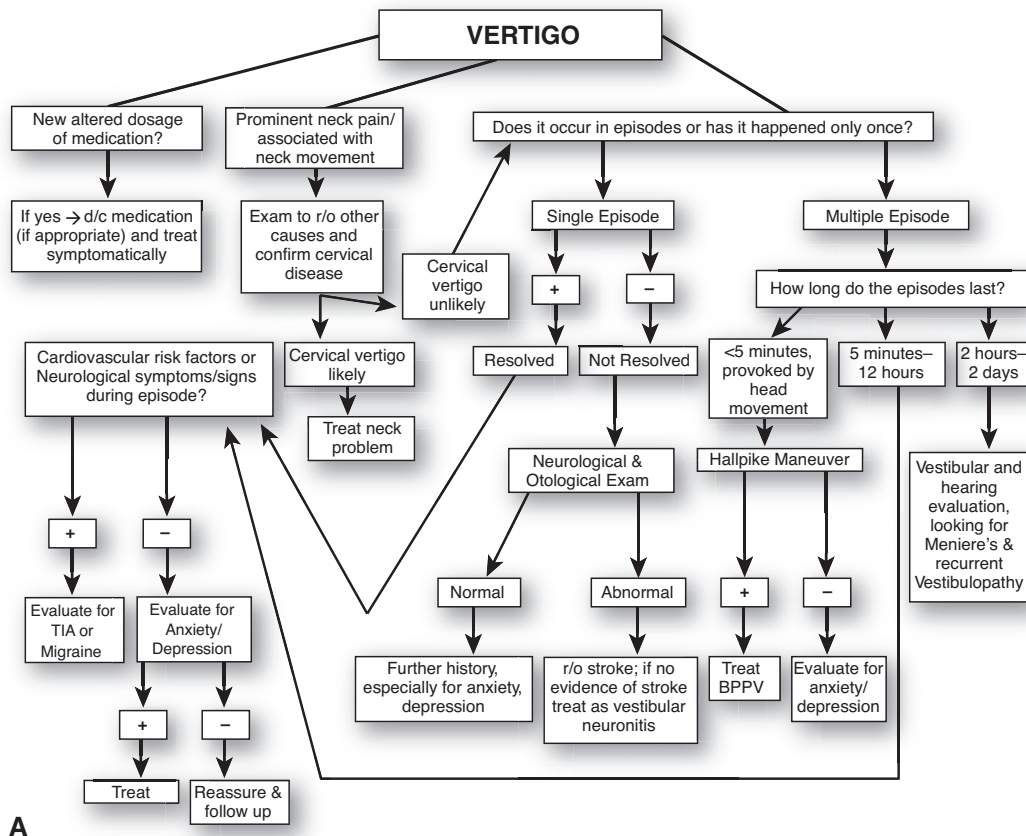 VERTIGO
New altered dosage
of medication?
If yes → d/c medication
(if appropriate) and treat
symptomatically
Prominent neck pain/
associated with
neck movement
Exam to r/o other
causes and
confirm cervical
disease
Cervical
vertigo
unlikely
Cervical vertigo
likely
Treat neck
problem
Does it occur in episodes or has it happened only once?
Single Episode
+
–
Resolved
Not Resolved
Neurological &
Otological Exam
Normal
Abnormal
Further history,
especially for anxiety,
depression
r/o stroke; if no
evidence of stroke
treat as vestibular
neuronitis
Multiple Episode
How long do the episodes last?
<5 minutes,
provoked by
head
movement
5 minutes–
12 hours
2 hours–
2 days
Hallpike Maneuver
+
–
Treat
BPPV
Evaluate for
anxiety/
depression
Vestibular and
hearing
evaluation,
looking for
Meniere's &
recurrent
Vestibulopathy
Cardiovascular risk factors or
Neurological symptoms/signs
during episode?
+
–
Evaluate for
TIA or
Migraine
Evaluate for
Anxiety/
Depression
+
–
Treat
Reassure &
follow up
A